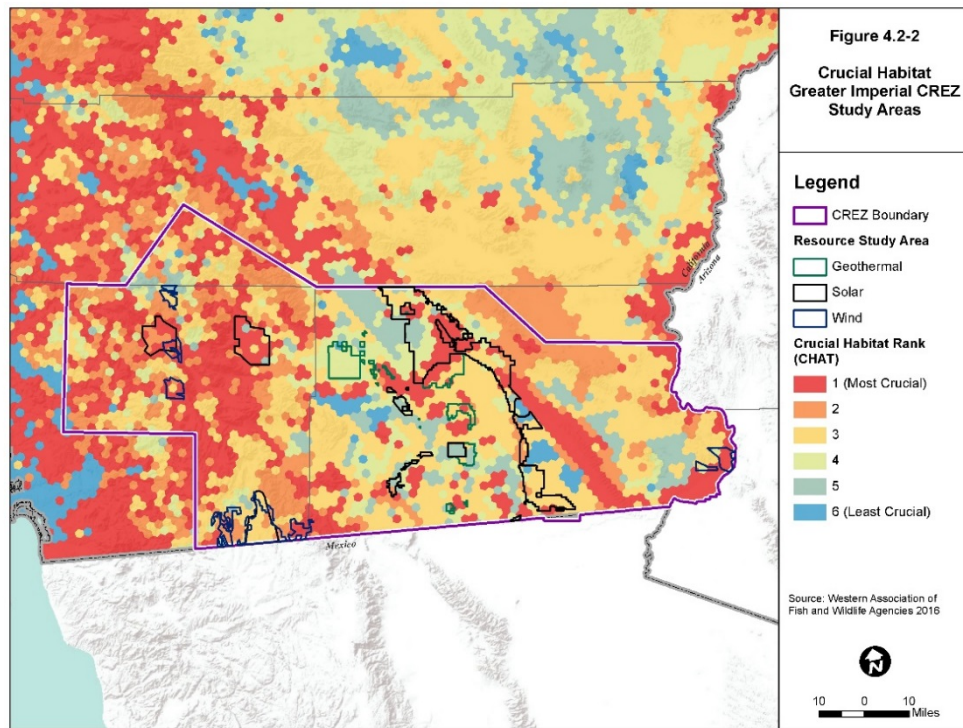 Figure 4.2-2
Crucial Habitat
Greater Imperial CREZ
Study Areas
Legend
CREZ Boundary
Resource Study Area
Geothermal
Solar
Wind
Crucial Habitat Rank
(CHAT)
1 (Most Crucial)
2
3
4
5
6 (Least Crucial)
Source: Western Association of
Fish and Wildlife Agencies 2016
N
10 0 10
Miles
California
Arizona
Mexico